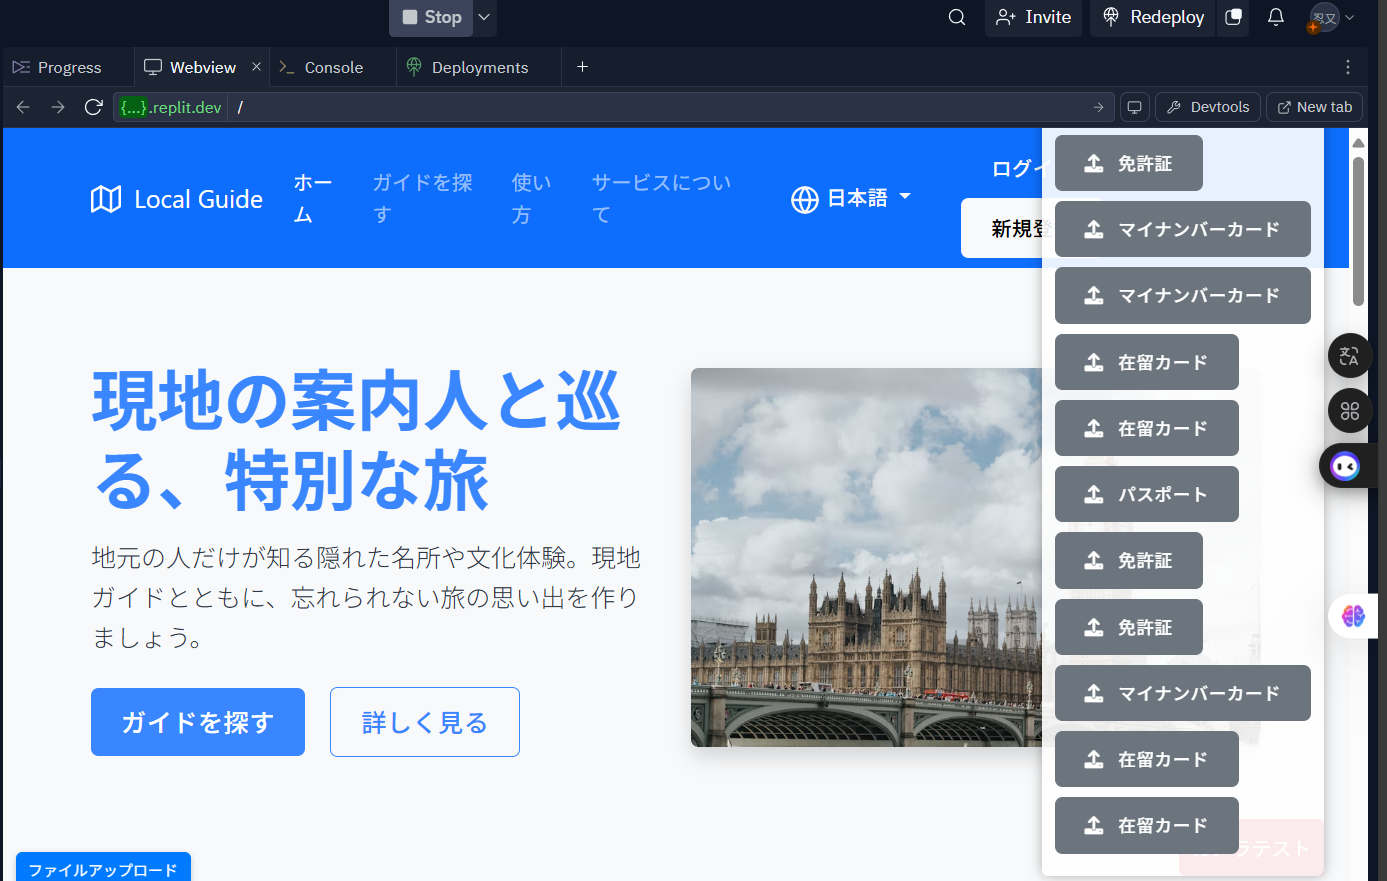 Stop
Invite
Redeploy
忍又
Progress
Webview
Console
Deployments
{...}.replit.dev
/
Devtools
New tab
Local Guide
ホー
ム
ガイドを探
す
使い
方
サービスについ
て
日本語
ログイ
新規登
現地の案内人と巡
る、特別な旅
地元の人だけが知る隠れた名所や文化体験。現地
ガイドとともに、忘れられない旅の思い出を作り
ましょう。
ガイドを探す
詳しく見る
ファイルアップロード
免許証
マイナンバーカード
マイナンバーカード
在留カード
在留カード
パスポート
免許証
免許証
マイナンバーカード
在留カード
在留カード
ラテスト